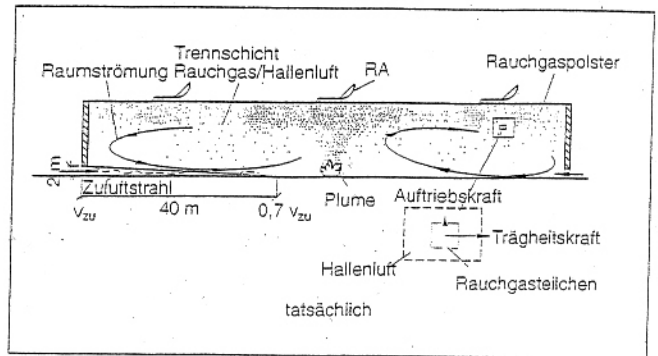 Trennschicht
Raumströmung Rauchgas/Hallenluft
RA
Rauchgaspolster
2 m
Zuluftstrahl
Plume
Auftriebskraft
v_zu
40 m
0,7 v_zu
Trägheitskraft
Hallenluft
Rauchgasteilchen
tatsächlich